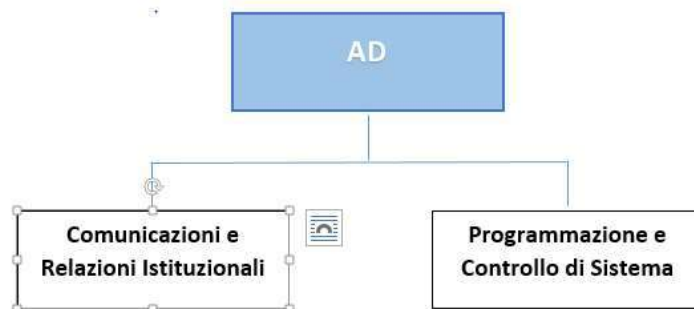 AD
Comunicazioni e
Relazioni Istituzionali
Programmazione e
Controllo di Sistema